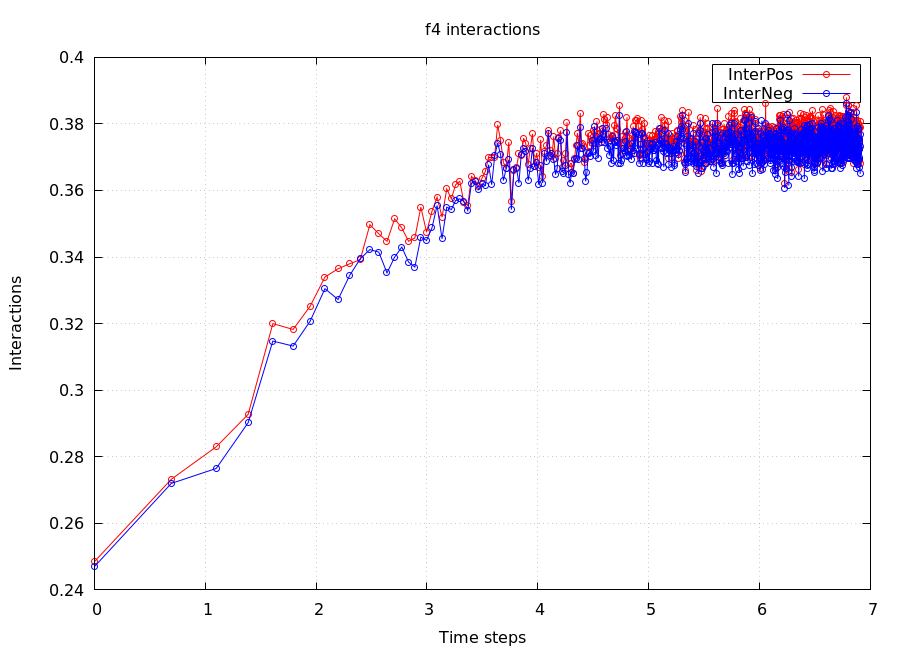 f4 interactions
InterPos
InterNeg
0.4
0.38
0.36
0.34
0.32
0.3
0.28
0.26
0.24
0 1 2 3 4 5 6 7
Interactions
Time steps